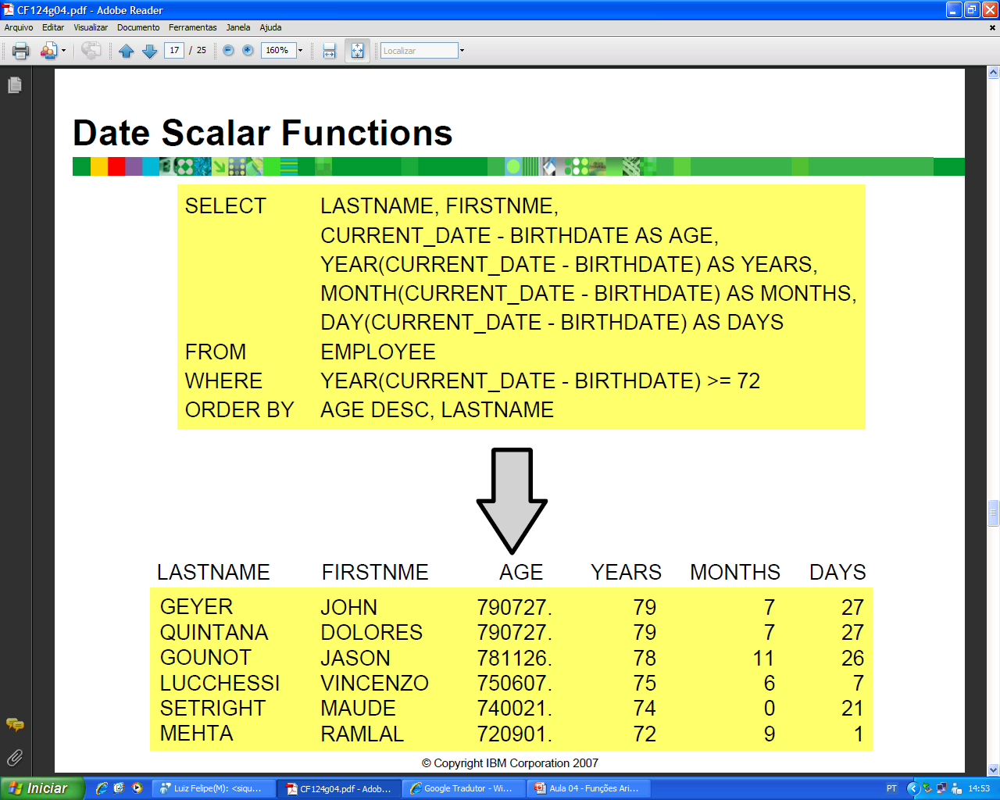 CF124g04.pdf - Adobe Reader
Arquivo Editar Visualizar Documento Ferramentas Janela Ajuda
17 / 25 160% Localizar
Date Scalar Functions
SELECT LASTNAME, FIRSTNME,
CURRENT_DATE - BIRTHDATE AS AGE,
YEAR(CURRENT_DATE - BIRTHDATE) AS YEARS,
MONTH(CURRENT_DATE - BIRTHDATE) AS MONTHS,
DAY(CURRENT_DATE - BIRTHDATE) AS DAYS
FROM EMPLOYEE
WHERE YEAR(CURRENT_DATE - BIRTHDATE) >= 72
ORDER BY AGE DESC, LASTNAME
LASTNAME FIRSTNME AGE YEARS MONTHS DAYS
GEYER JOHN 790727. 79 7 27
QUINTANA DOLORES 790727. 79 7 27
GOUNOT JASON 781126. 78 11 26
LUCCHESSI VINCENZO 750607. 75 6 7
SETRIGHT MAUDE 740021. 74 0 21
MEHTA RAMLAL 720901. 72 9 1
© Copyright IBM Corporation 2007
Iniciar Luiz Felipe(M): <siqu... CF124g04.pdf - Adob... Google Tradutor - Wi... Aula 04 - Funções Ari... PT 14:53